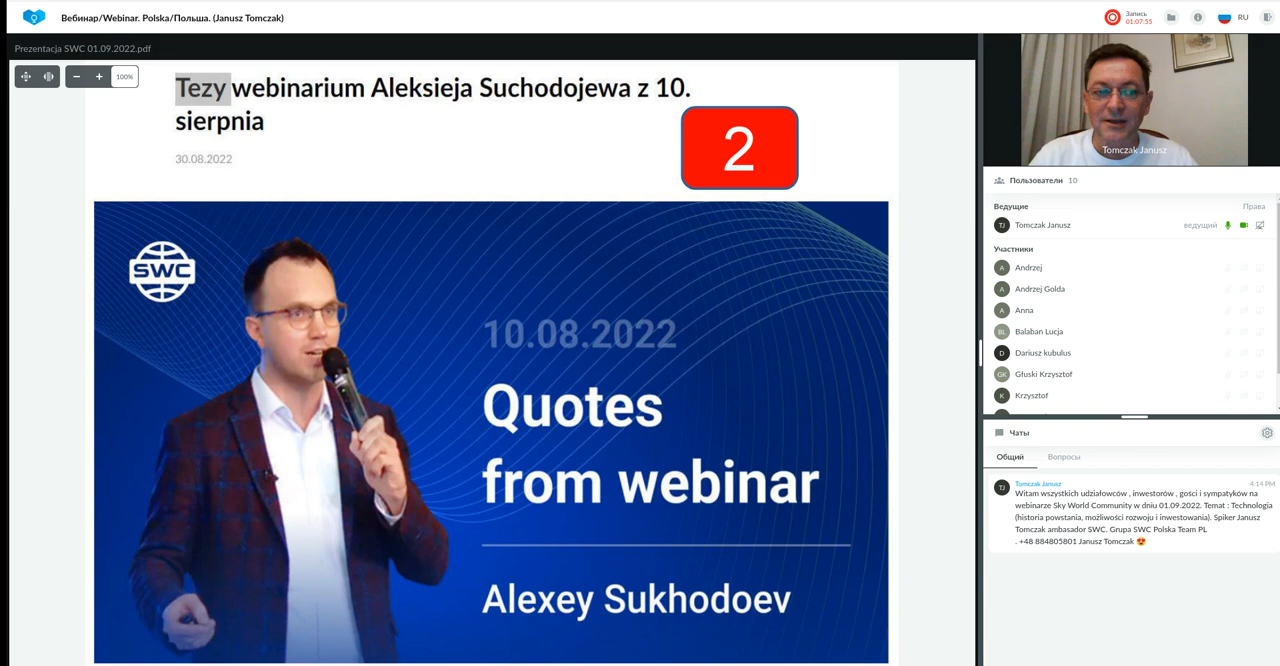 Вебинар/Webinar. Polska/Польша. (Janusz Tomczak)
Запись
01:07:55
RU
Prezentacja SWC 01.09.2022.pdf
100%
Tezy webinarium Aleksieja Suchodojewa z 10.
sierpnia
30.08.2022
2
SWC
10.08.2022
Quotes
from webinar
Alexey Sukhodoev
Tomczak Janusz
Пользователи 10
Ведущие Права
TJ Tomczak Janusz ведущий
Участники
A Andrzej
A Andrzej Golda
A Anna
BL Balaban Lucja
D Dariusz kubulus
GK Głuski Krzysztof
K Krzysztof
Чаты
Общий Вопросы
TJ Tomczak Janusz 4:14 PM
Witam wszystkich udziałowców , inwestorów , gości i sympatyków na
webinarze Sky World Community w dniu 01.09.2022. Temat : Technologia
(historia powstania, możliwości rozwoju i inwestowania). Spiker Janusz
Tomczak ambasador SWC. Grupa SWC Polska Team PL
. +48 884805801 Janusz Tomczak 😍